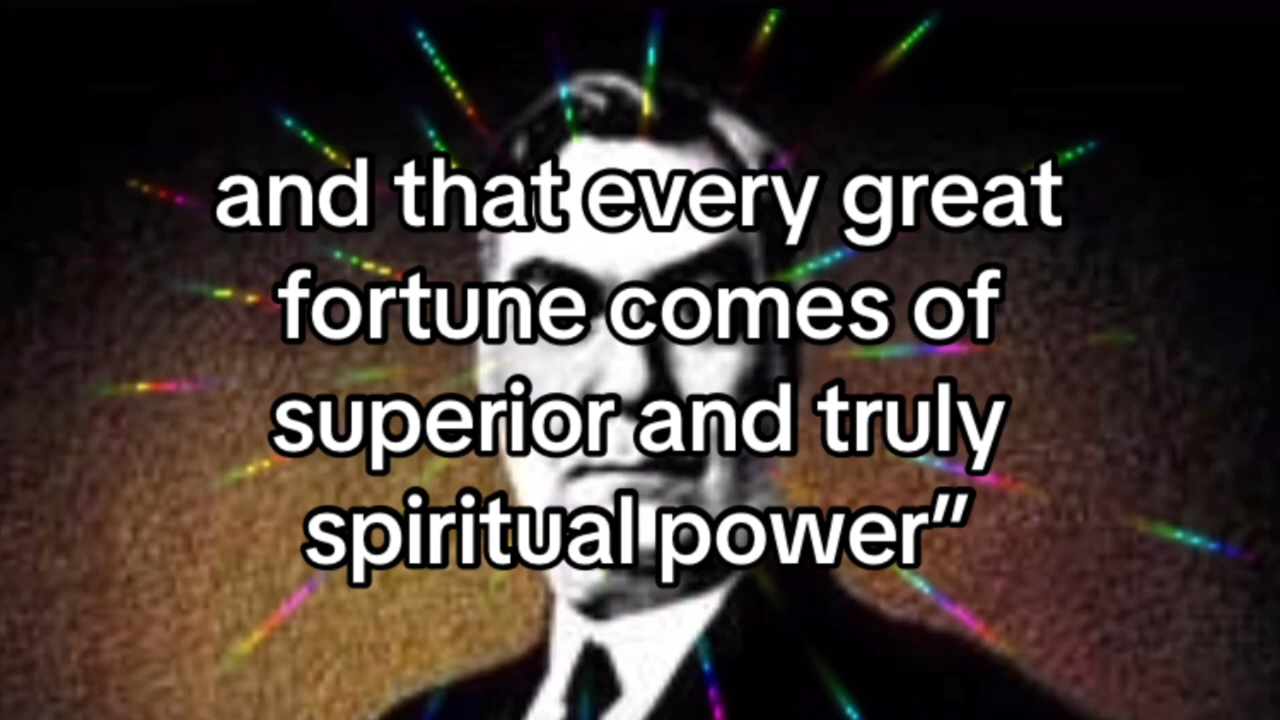 and that every great
fortune comes of
superior and truly
spiritual power”